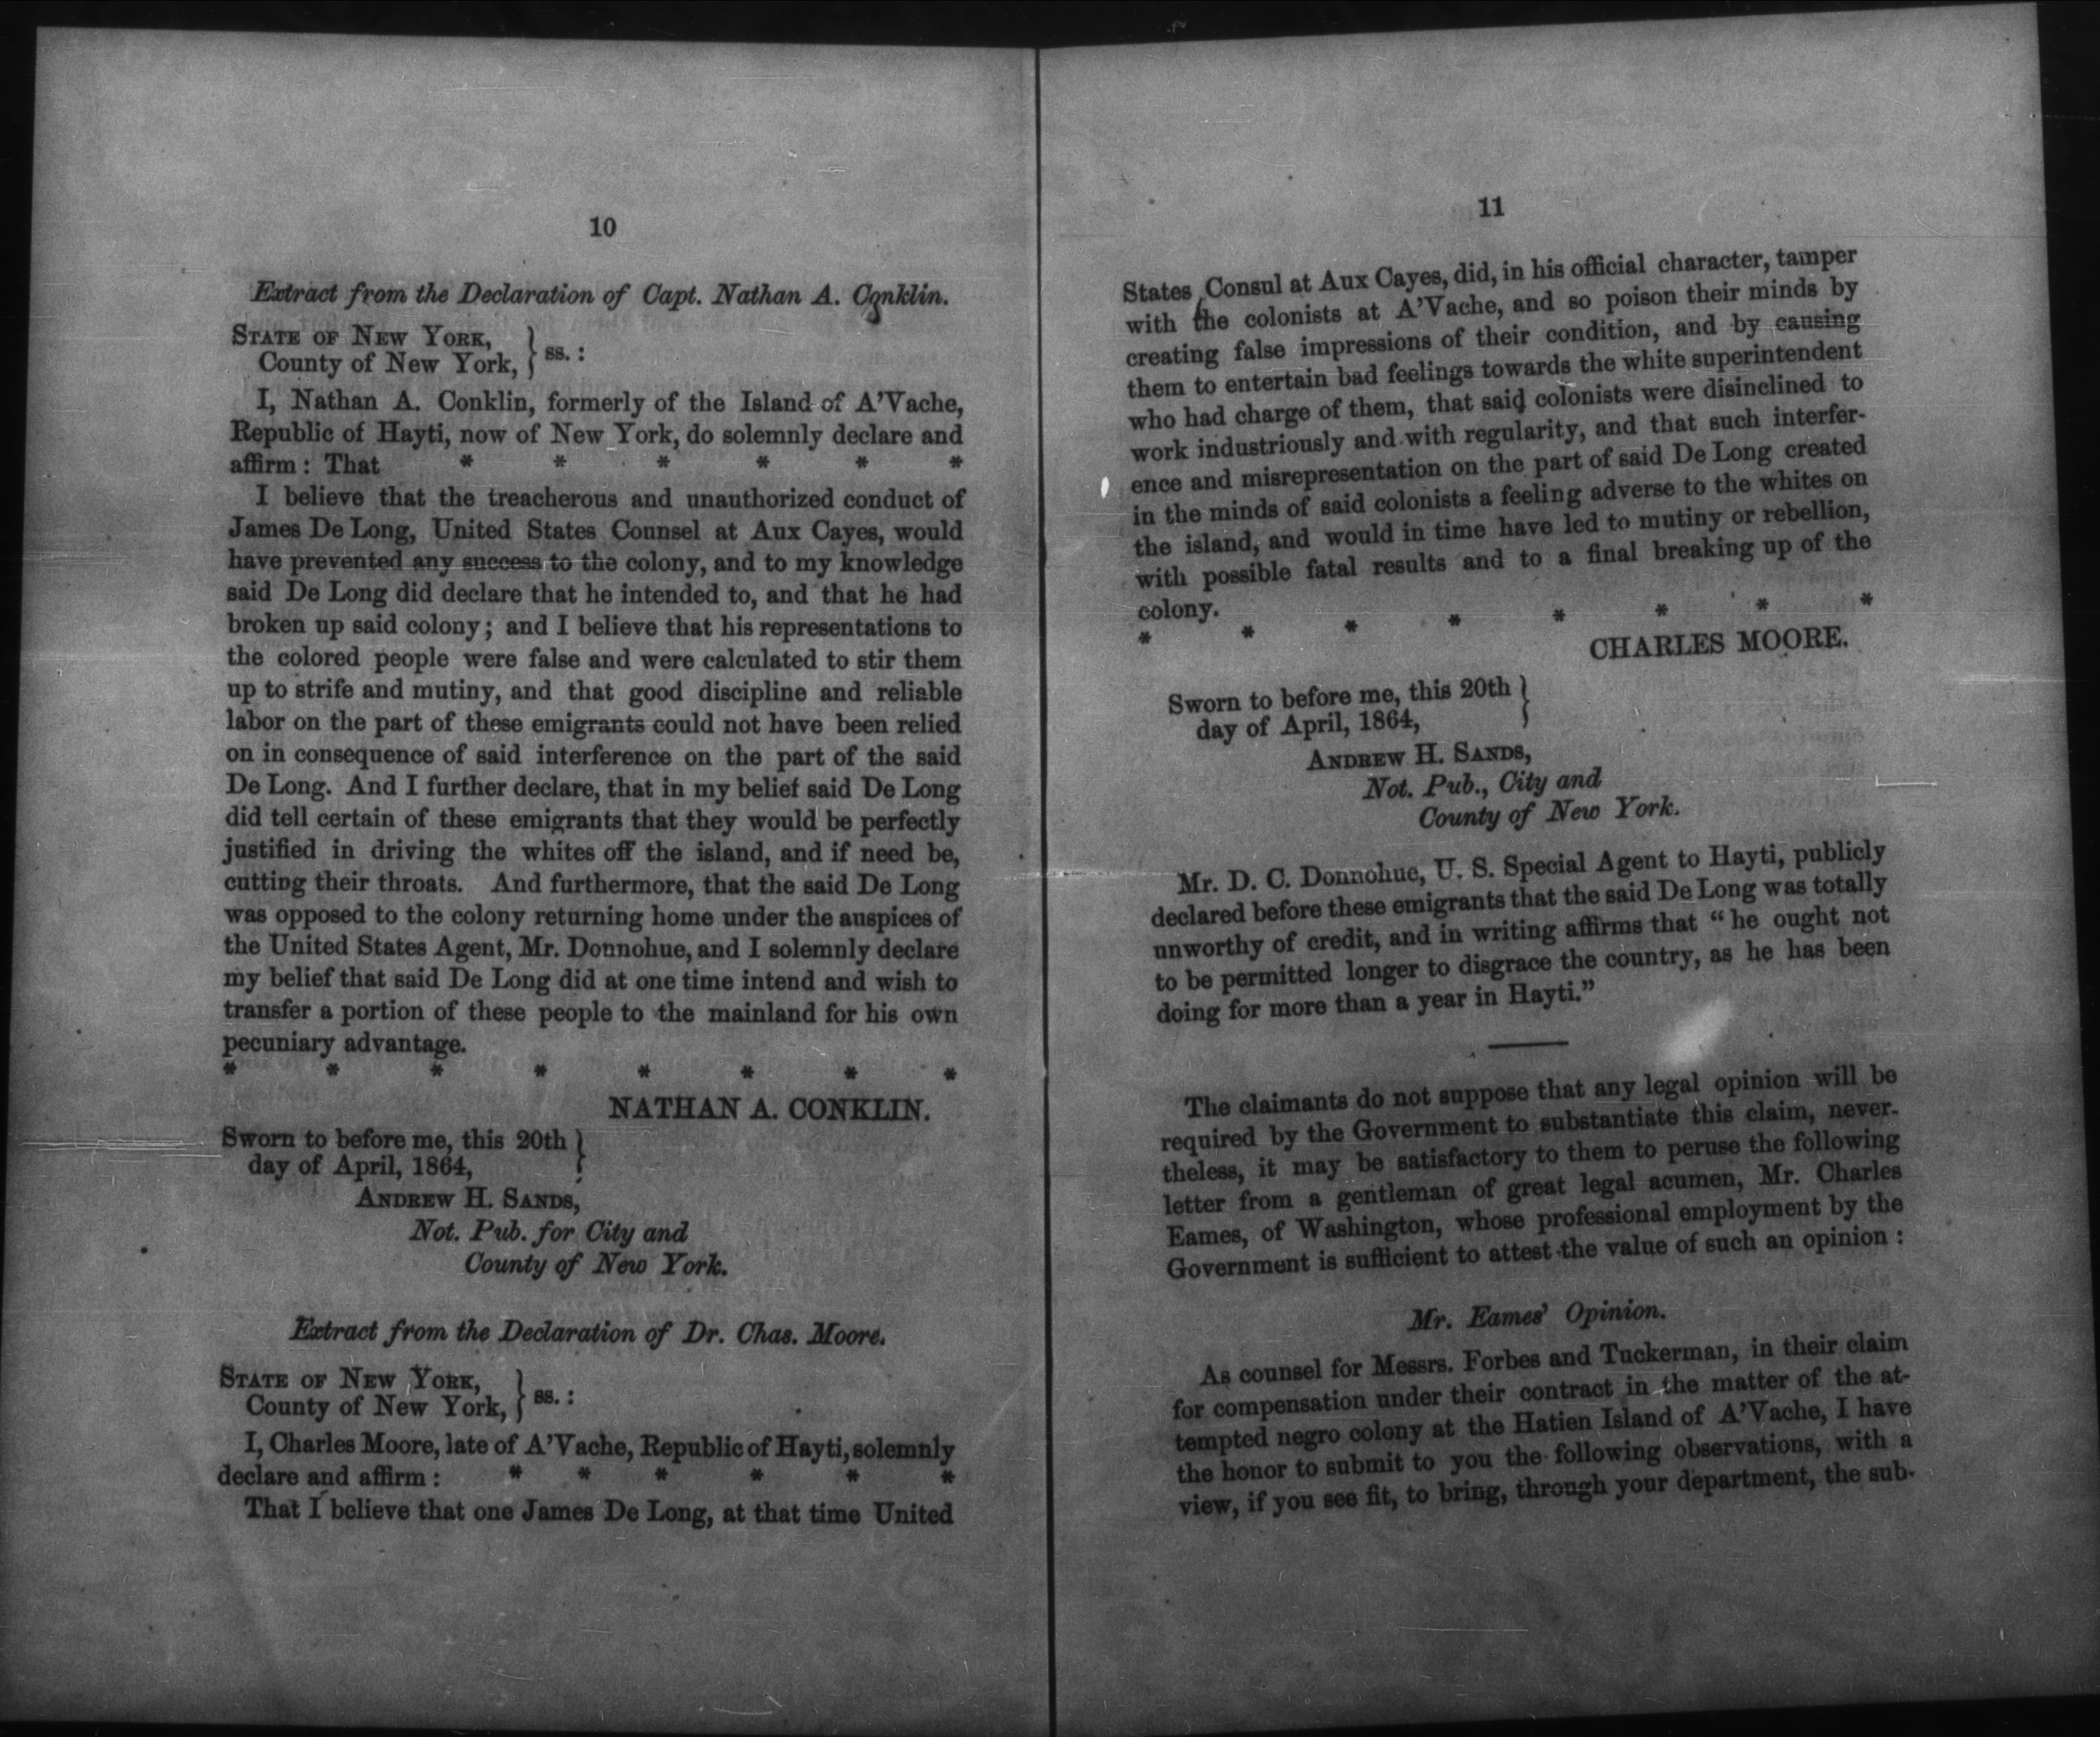 10
Extract from the Declaration of Capt. Nathan A. Conklin.
STATE OF NEW YORK,
County of New York, } ss. :
I, Nathan A. Conklin, formerly of the Island of A'Vache,
Republic of Hayti, now of New York, do solemnly declare and
affirm : That * * * * * *
I believe that the treacherous and unauthorized conduct of
James De Long, United States Counsel at Aux Cayes, would
have prevented any success to the colony, and to my knowledge
said De Long did declare that he intended to, and that he had
broken up said colony ; and I believe that his representations to
the colored people were false and were calculated to stir them
up to strife and mutiny, and that good discipline and reliable
labor on the part of these emigrants could not have been relied
on in consequence of said interference on the part of the said
De Long. And I further declare, that in my belief said De Long
did tell certain of these emigrants that they would be perfectly
justified in driving the whites off the island, and if need be,
cutting their throats. And furthermore, that the said De Long
was opposed to the colony returning home under the auspices of
the United States Agent, Mr. Donnohue, and I solemnly declare
my belief that said De Long did at one time intend and wish to
transfer a portion of these people to the mainland for his own
pecuniary advantage.
* * * * * * * *
NATHAN A. CONKLIN.
Sworn to before me, this 20th }
day of April, 1864,
ANDREW H. SANDS,
Not. Pub. for City and
County of New York.
Extract from the Declaration of Dr. Chas. Moore.
STATE OF NEW YORK,
County of New York, } ss. :
I, Charles Moore, late of A'Vache, Republic of Hayti, solemnly
declare and affirm : * * * * *
That I believe that one James De Long, at that time United
11
States Consul at Aux Cayes, did, in his official character, tamper
with the colonists at A'Vache, and so poison their minds by
creating false impressions of their condition, and by causing
them to entertain bad feelings towards the white superintendent
who had charge of them, that said colonists were disinclined to
work industriously and with regularity, and that such interfer-
ence and misrepresentation on the part of said De Long created
in the minds of said colonists a feeling adverse to the whites on
the island, and would in time have led to mutiny or rebellion,
with possible fatal results and to a final breaking up of the
colony.
* * * * * * * *
CHARLES MOORE.
Sworn to before me, this 20th }
day of April, 1864,
ANDREW H. SANDS,
Not. Pub., City and
County of New York.
Mr. D. C. Donnohue, U. S. Special Agent to Hayti, publicly
declared before these emigrants that the said De Long was totally
unworthy of credit, and in writing affirms that " he ought not
to be permitted longer to disgrace the country, as he has been
doing for more than a year in Hayti."
The claimants do not suppose that any legal opinion will be
required by the Government to substantiate this claim, never-
theless, it may be satisfactory to them to peruse the following
letter from a gentleman of great legal acumen, Mr. Charles
Eames, of Washington, whose professional employment by the
Government is sufficient to attest the value of such an opinion :
Mr. Eames' Opinion.
As counsel for Messrs. Forbes and Tuckerman, in their claim
for compensation under their contract in the matter of the at-
tempted negro colony at the Hatien Island of A'Vache, I have
the honor to submit to you the following observations, with a
view, if you see fit, to bring, through your department, the sub-